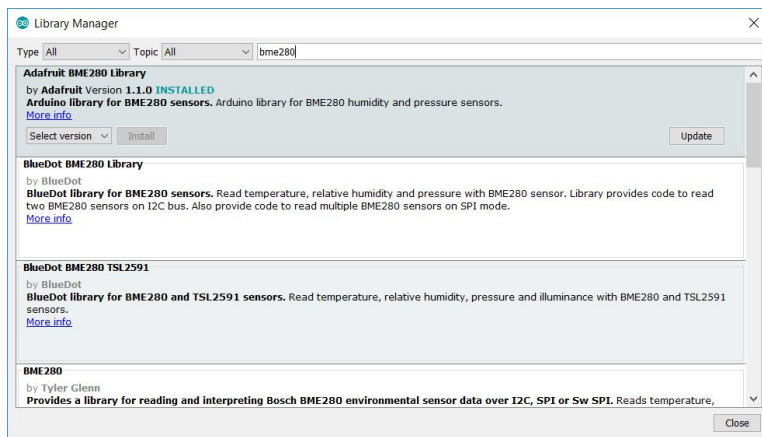 Library Manager
Type All Topic All bme280
Adafruit BME280 Library
by Adafruit Version 1.1.0 INSTALLED
Arduino library for BME280 sensors. Arduino library for BME280 humidity and pressure sensors.
More info
Select version Install Update
BlueDot BME280 Library
by BlueDot
BlueDot library for BME280 sensors. Read temperature, relative humidity and pressure with BME280 sensor. Library provides code to read
two BME280 sensors on I2C bus. Also provide code to read multiple BME280 sensors on SPI mode.
More info
BlueDot BME280 TSL2591
by BlueDot
BlueDot library for BME280 and TSL2591 sensors. Read temperature, relative humidity, pressure and illuminance with BME280 and TSL2591
sensors.
More info
BME280
by Tyler Glenn
Provides a library for reading and interpreting Bosch BME280 environmental sensor data over I2C, SPI or Sw SPI. Reads temperature,
Close